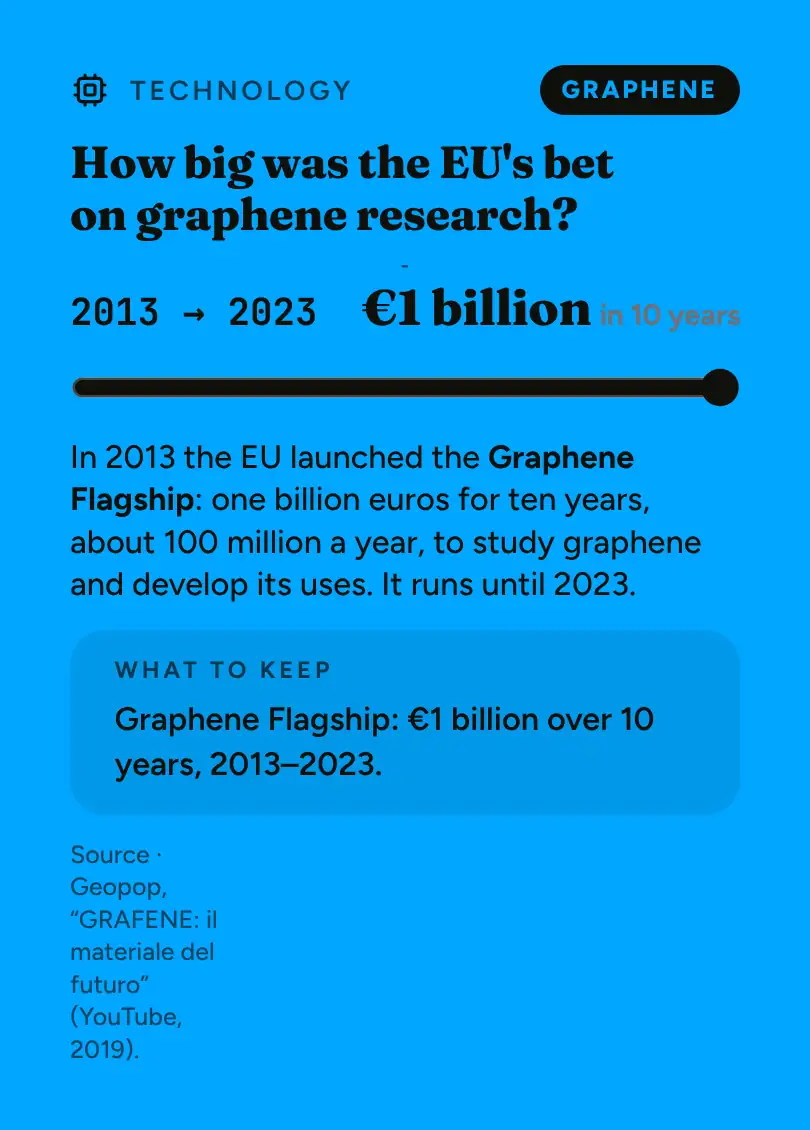 TECHNOLOGY
GRAPHENE
How big was the EU's bet
on graphene research?
-
2013 → 2023 €1 billion in 10 years
In 2013 the EU launched the Graphene
Flagship: one billion euros for ten years,
about 100 million a year, to study graphene
and develop its uses. It runs until 2023.
WHAT TO KEEP
Graphene Flagship: €1 billion over 10
years, 2013–2023.
Source ·
Geopop,
“GRAFENE: il
materiale del
futuro”
(YouTube,
2019).